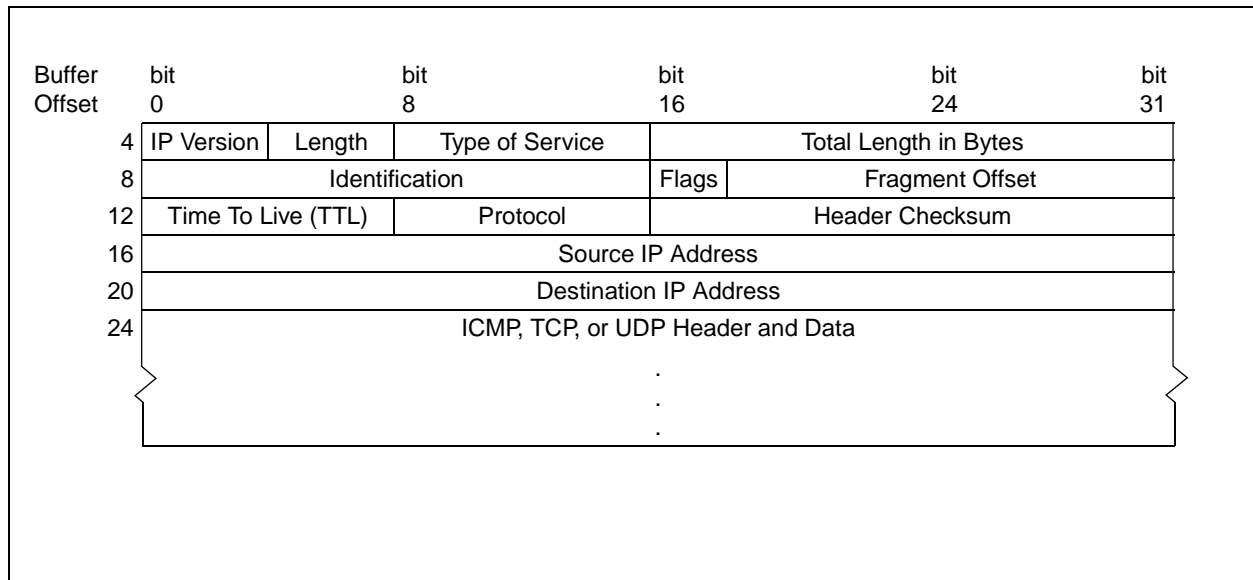 Buffer bit bit bit bit bit
Offset 0 8 16 24 31
4 IP Version Length Type of Service Total Length in Bytes
8 Identification Flags Fragment Offset
12 Time To Live (TTL) Protocol Header Checksum
16 Source IP Address
20 Destination IP Address
24 ICMP, TCP, or UDP Header and Data
.
.
.